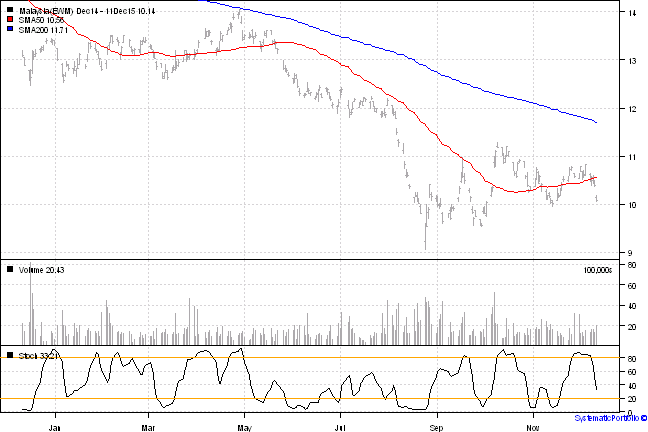 Malaysia(EWM) Dec14 - 11Dec15 10.14
SMA50 10.56
SMA200 11.71
14
13
12
11
10
9
Volume 20.43
100,000s
80
60
40
20
Stoch 33.21
80
60
40
20
0
Jan Mar May Jul Sep Nov
SystematicPortfolio ©